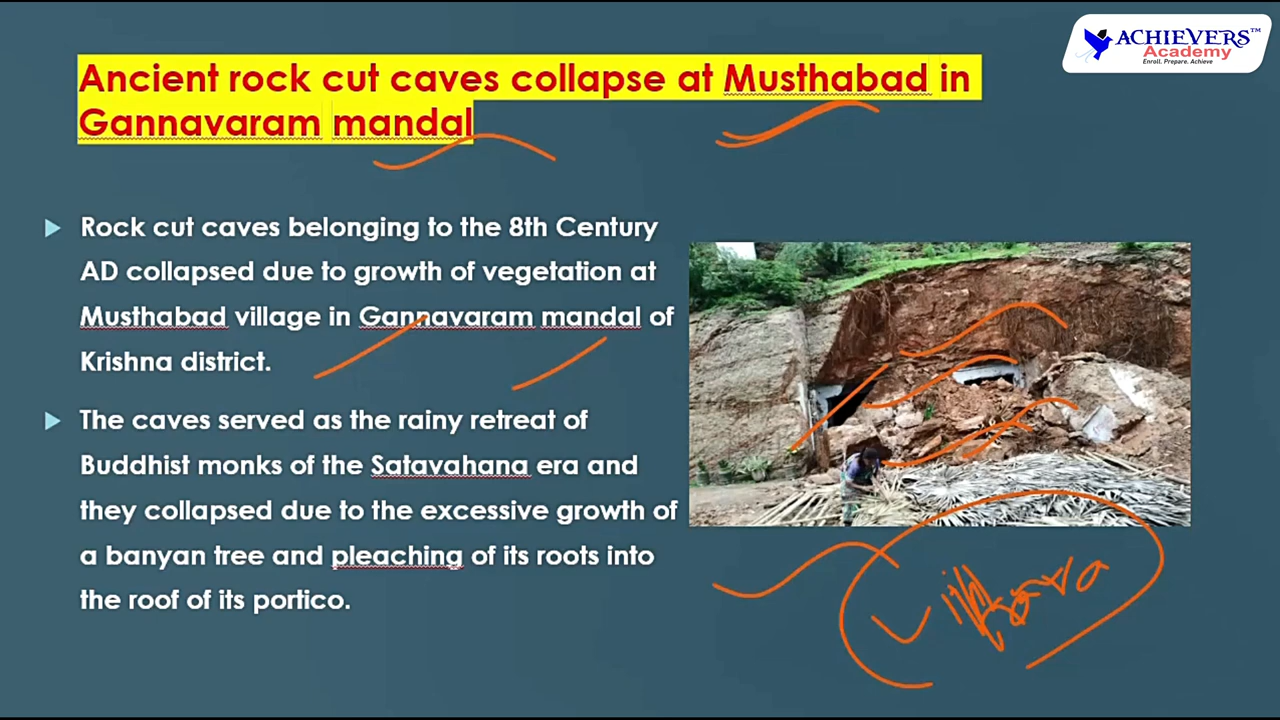 ACHIEVERS™
Academy
Enroll. Prepare. Achieve
Ancient rock cut caves collapse at Musthabad in
Gannavaram mandal
Rock cut caves belonging to the 8th Century
AD collapsed due to growth of vegetation at
Musthabad village in Gannavaram mandal of
Krishna district.
The caves served as the rainy retreat of
Buddhist monks of the Satavahana era and
they collapsed due to the excessive growth of
a banyan tree and pleaching of its roots into
the roof of its portico.
Vihara